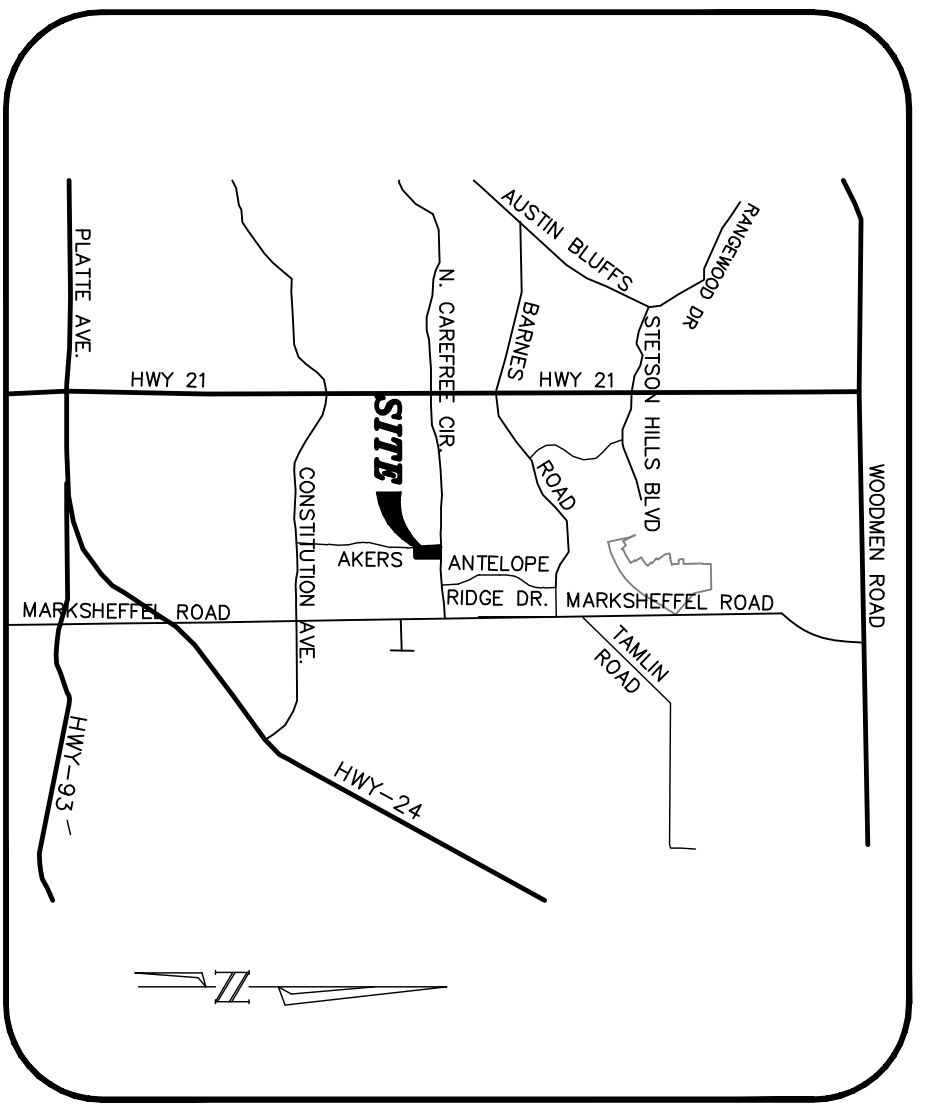 PLATTE AVE.
HWY 21
N. CAREFREE CIR.
AUSTIN BLUFFS
BARNES
HWY 21
RANGEWOOD DR
STETSON HILLS BLVD
SITE
CONSTITUTION AVE.
ROAD
WOODMEN ROAD
AKERS
ANTELOPE
RIDGE DR.
MARKSHEFFEL ROAD
MARKSHEFFEL ROAD
TAMLIN
ROAD
HWY-93 -
HWY-24
N